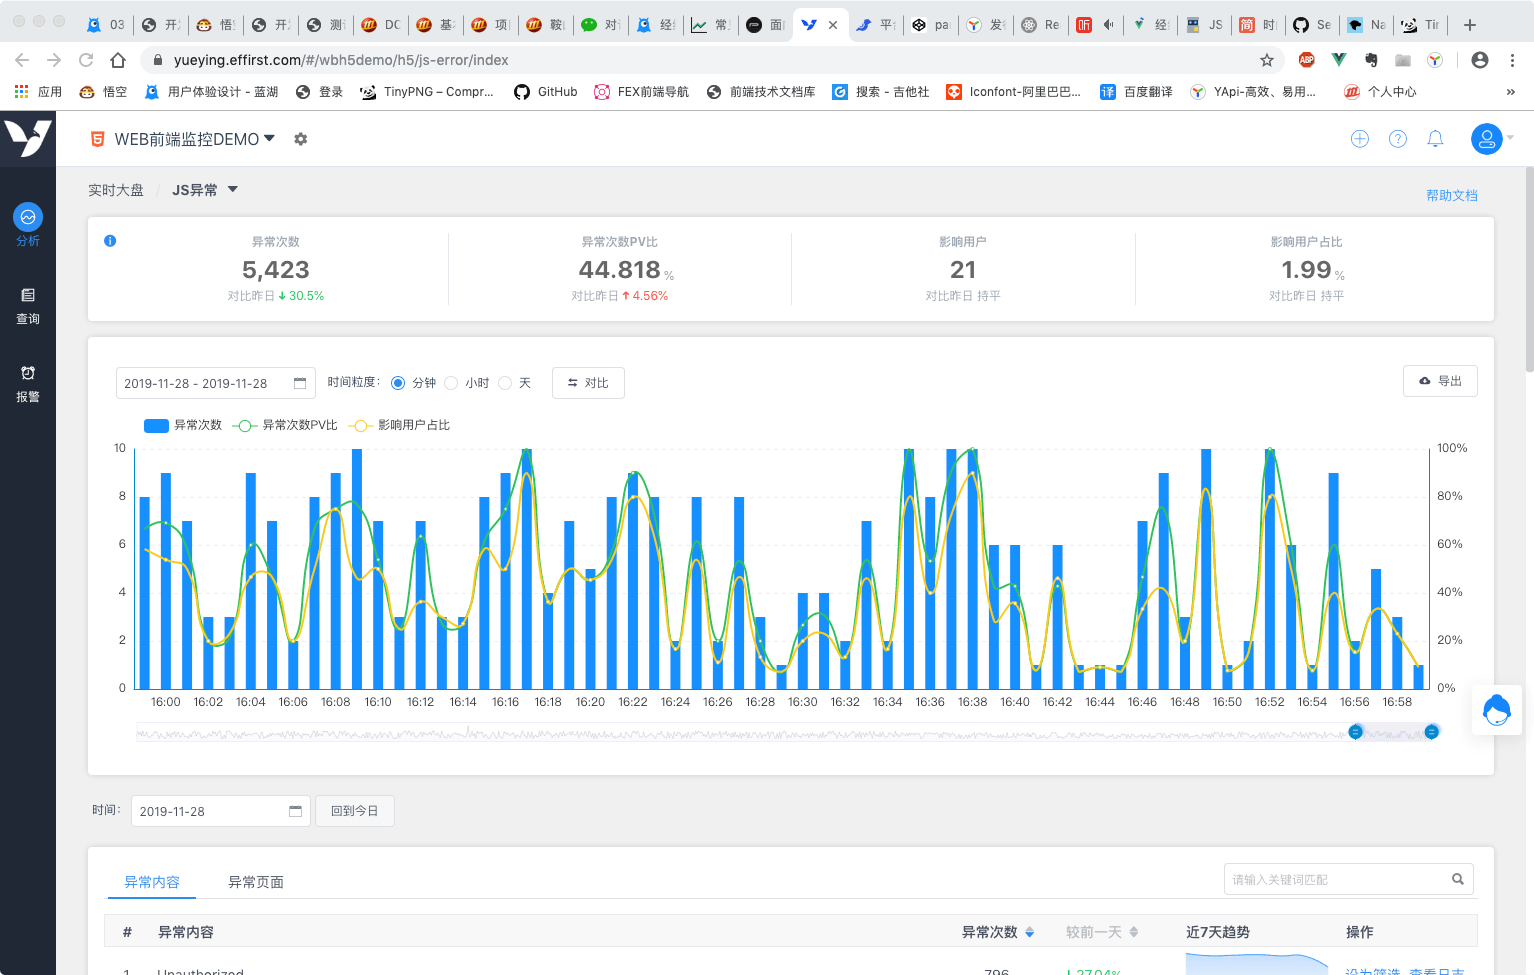 03 开 悟 开 测 DC 基 项 鞍 对 经 常 面 平 pa 发 Re 听 经 JS 简 时 Se Na Tir
yueying.effirst.com/#/wbh5demo/h5/js-error/index
ABP
应用 悟空 用户体验设计 - 蓝湖 登录 TinyPNG – Compr... GitHub FEX前端导航 前端技术文档库 搜索 - 吉他社 Iconfont-阿里巴巴... 译 百度翻译 YApi-高效、易用... 个人中心 »
WEB前端监控DEMO
实时大盘 / JS异常
帮助文档
分析
查询
报警
异常次数 异常次数PV比 影响用户 影响用户占比
5,423 44.818 % 21 1.99 %
对比昨日 30.5% 对比昨日 4.56% 对比昨日 持平 对比昨日 持平
2019-11-28 - 2019-11-28 时间粒度: 分钟 小时 天 对比 导出
异常次数 异常次数PV比 影响用户占比
10 100%
8 80%
6 60%
4 40%
2 20%
0 0%
16:00 16:02 16:04 16:06 16:08 16:10 16:12 16:14 16:16 16:18 16:20 16:22 16:24 16:26 16:28 16:30 16:32 16:34 16:36 16:38 16:40 16:42 16:44 16:46 16:48 16:50 16:52 16:54 16:56 16:58
时间: 2019-11-28 回到今日
异常内容 异常页面 请输入关键词匹配
# 异常内容 异常次数 较前一天 近7天趋势 操作
1 Unauthorized 796 27.04% 设为筛选 查看日志